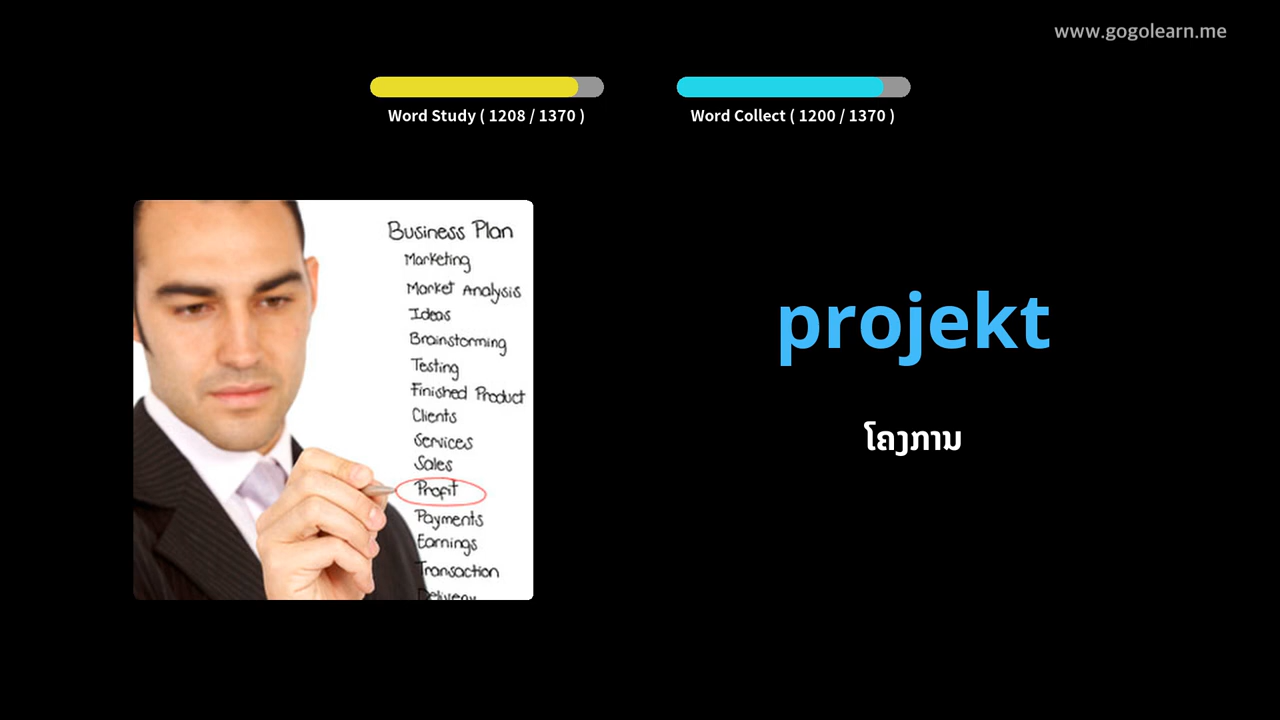 www.gogolearn.me
Word Study ( 1208 / 1370 )
Word Collect ( 1200 / 1370 )
Business Plan
Marketing
Market Analysis
Ideas
Brainstorming
Testing
Finished Product
Clients
Services
Sales
Profit
Payments
Earnings
Transaction
Delivery
projekt
ໂຄງການ